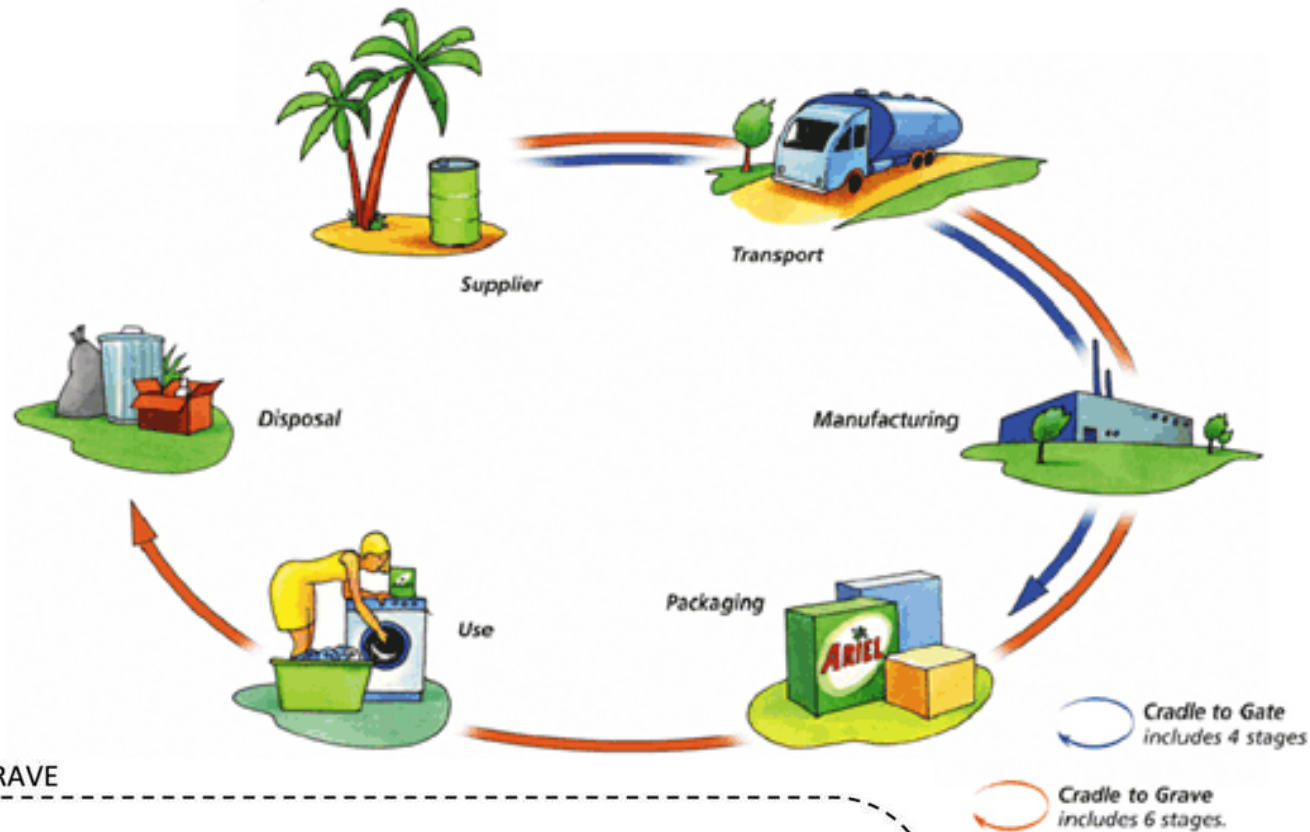 Supplier
Transport
Disposal
Manufacturing
Packaging
ARIEL
Use
Cradle to Gate
includes 4 stages
RAVE
Cradle to Grave
includes 6 stages.